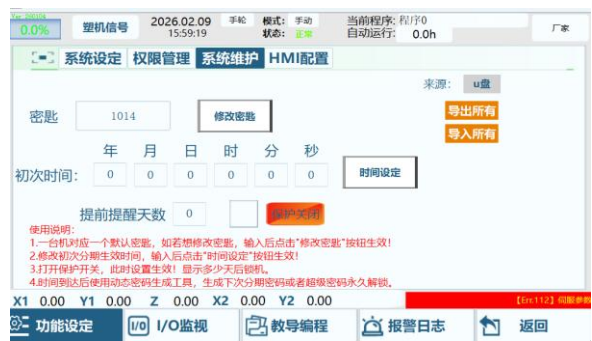 0.0% 塑机信号 2026.02.09 15:59:19 手轮 模式: 手动 状态: 正常 当前程序: 程序0 自动运行: 0.0h 厂家
系统设定 权限管理 系统维护 HMI配置
来源: u盘
密匙 1014 修改密匙 导出所有
导入所有
年 月 日 时 分 秒
初次时间: 0 0 0 0 0 0 时间设定
提前提醒天数 0 保护关闭
使用说明:
1.一台机对应一个默认密匙, 如若想修改密匙, 输入后点击"修改密匙"按钮生效!
2.修改初次分期生效时间, 输入后点击"时间设定"按钮生效!
3.打开保护开关, 此时设置生效! 显示多少天后锁机。
4.时间到达后使用动态密码生成工具, 生成下次分期密码或者超级密码永久解锁。
X1 0.00 Y1 0.00 Z 0.00 X2 0.00 Y2 0.00 [Err:112] 伺服参数
功能设定 I/O I/O监视 教导编程 报警日志 返回